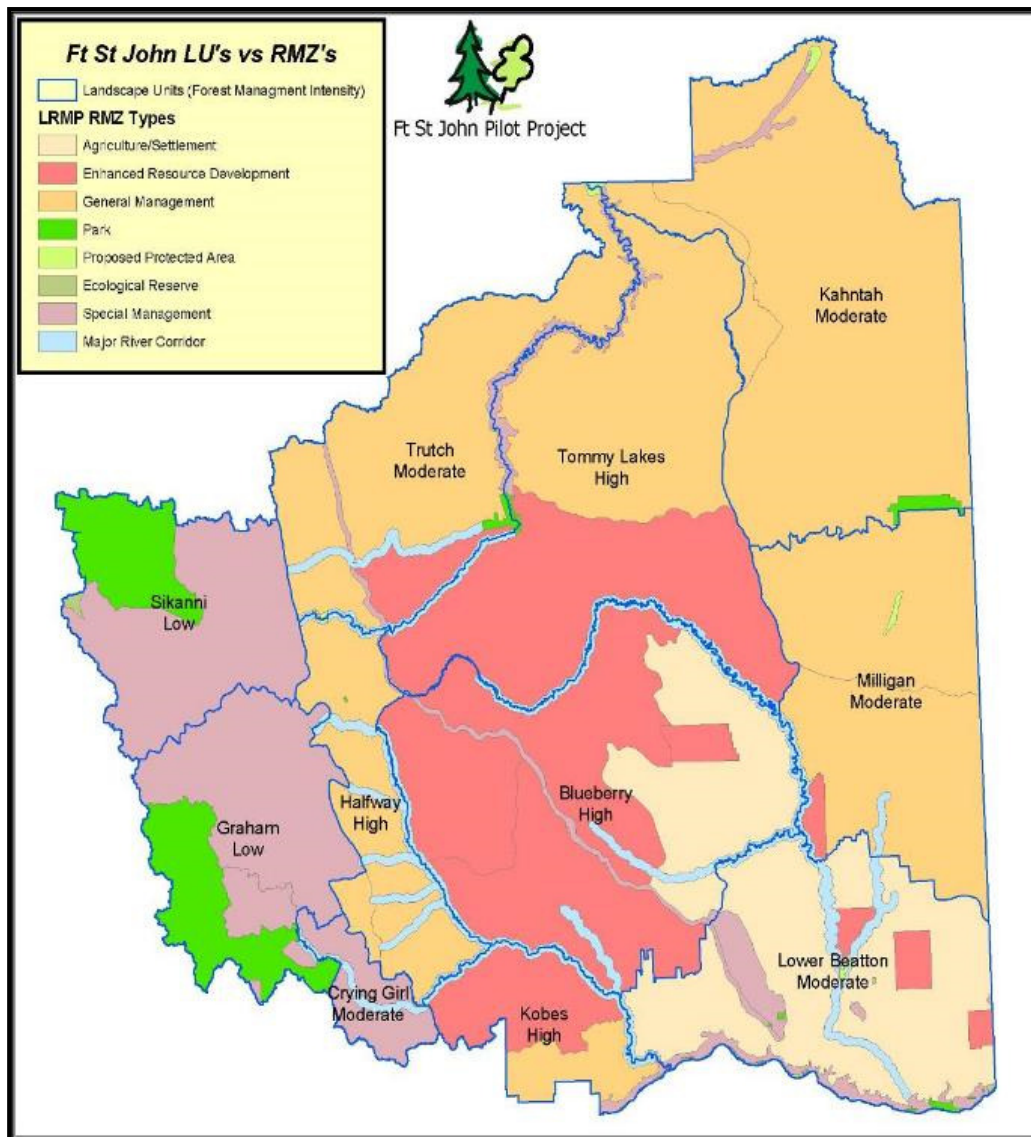 Ft St John LU's vs RMZ's
Landscape Units (Forest Managment Intensity)
LRMP RMZ Types
Agriculture/Settlement
Enhanced Resource Development
General Management
Park
Proposed Protected Area
Ecological Reserve
Special Management
Major River Corridor
Ft St John Pilot Project
Kahntah
Moderate
Trutch
Moderate
Tommy Lakes
High
Sikanni
Low
Milligan
Moderate
Halfway
High
Blueberry
High
Graham
Low
Lower Beatton
Moderate
Crying Girl
Moderate
Kobes
High